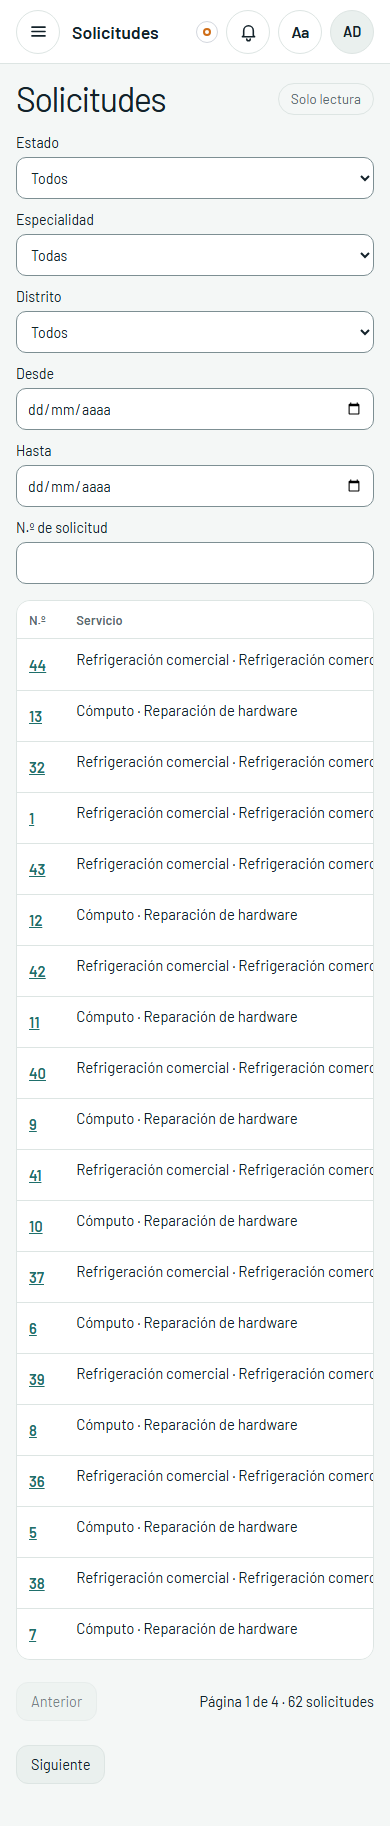 Solicitudes
Aa
AD
Solicitudes
Solo lectura
Estado
Todos
Especialidad
Todas
Distrito
Todos
Desde
dd/mm/aaaa
Hasta
dd/mm/aaaa
N.º de solicitud
N.º Servicio
44 Refrigeración comercial · Refrigeración comerc
13 Cómputo · Reparación de hardware
32 Refrigeración comercial · Refrigeración comerc
1 Refrigeración comercial · Refrigeración comerc
43 Refrigeración comercial · Refrigeración comerc
12 Cómputo · Reparación de hardware
42 Refrigeración comercial · Refrigeración comerc
11 Cómputo · Reparación de hardware
40 Refrigeración comercial · Refrigeración comerc
9 Cómputo · Reparación de hardware
41 Refrigeración comercial · Refrigeración comerc
10 Cómputo · Reparación de hardware
37 Refrigeración comercial · Refrigeración comerc
6 Cómputo · Reparación de hardware
39 Refrigeración comercial · Refrigeración comerc
8 Cómputo · Reparación de hardware
36 Refrigeración comercial · Refrigeración comerc
5 Cómputo · Reparación de hardware
38 Refrigeración comercial · Refrigeración comerc
7 Cómputo · Reparación de hardware
Anterior
Página 1 de 4 · 62 solicitudes
Siguiente